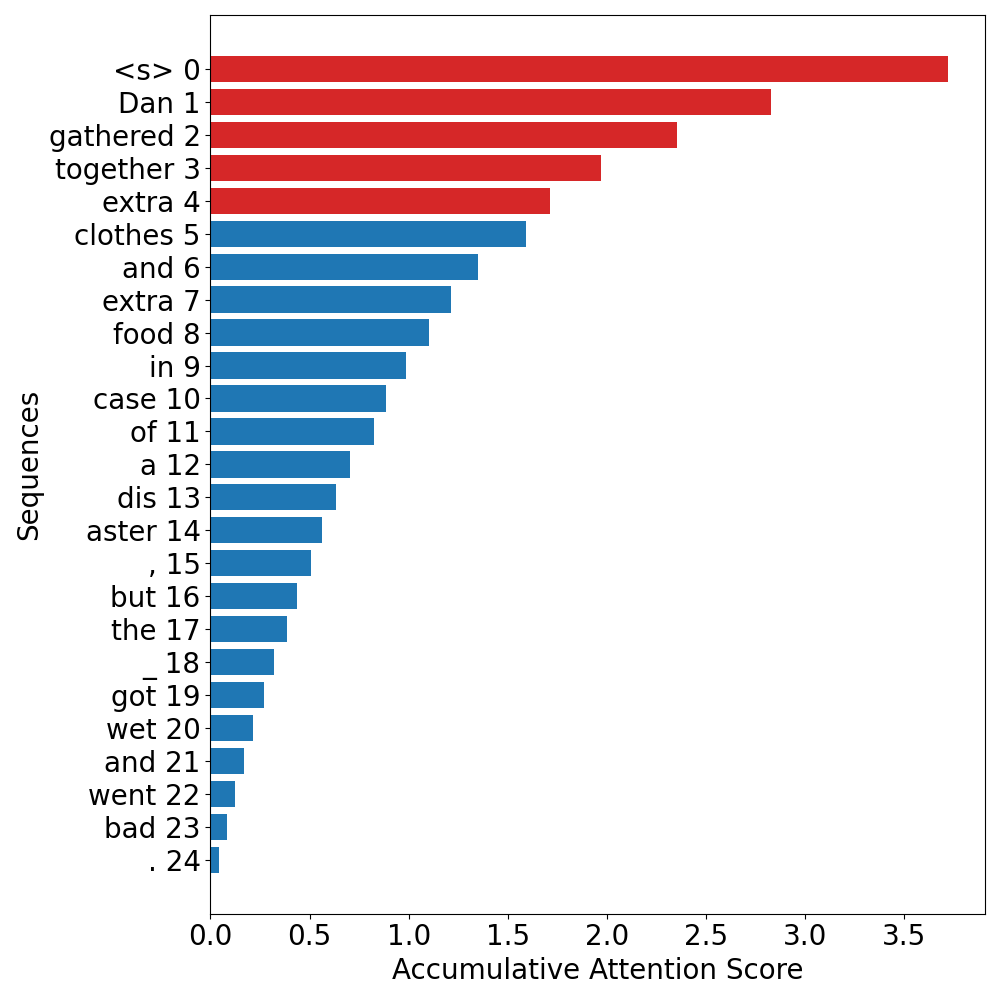 <s> 0
Dan 1
gathered 2
together 3
extra 4
clothes 5
and 6
extra 7
food 8
in 9
case 10
of 11
a 12
dis 13
aster 14
, 15
but 16
the 17
_ 18
got 19
wet 20
and 21
went 22
bad 23
. 24
Sequences
0.0 0.5 1.0 1.5 2.0 2.5 3.0 3.5
Accumulative Attention Score